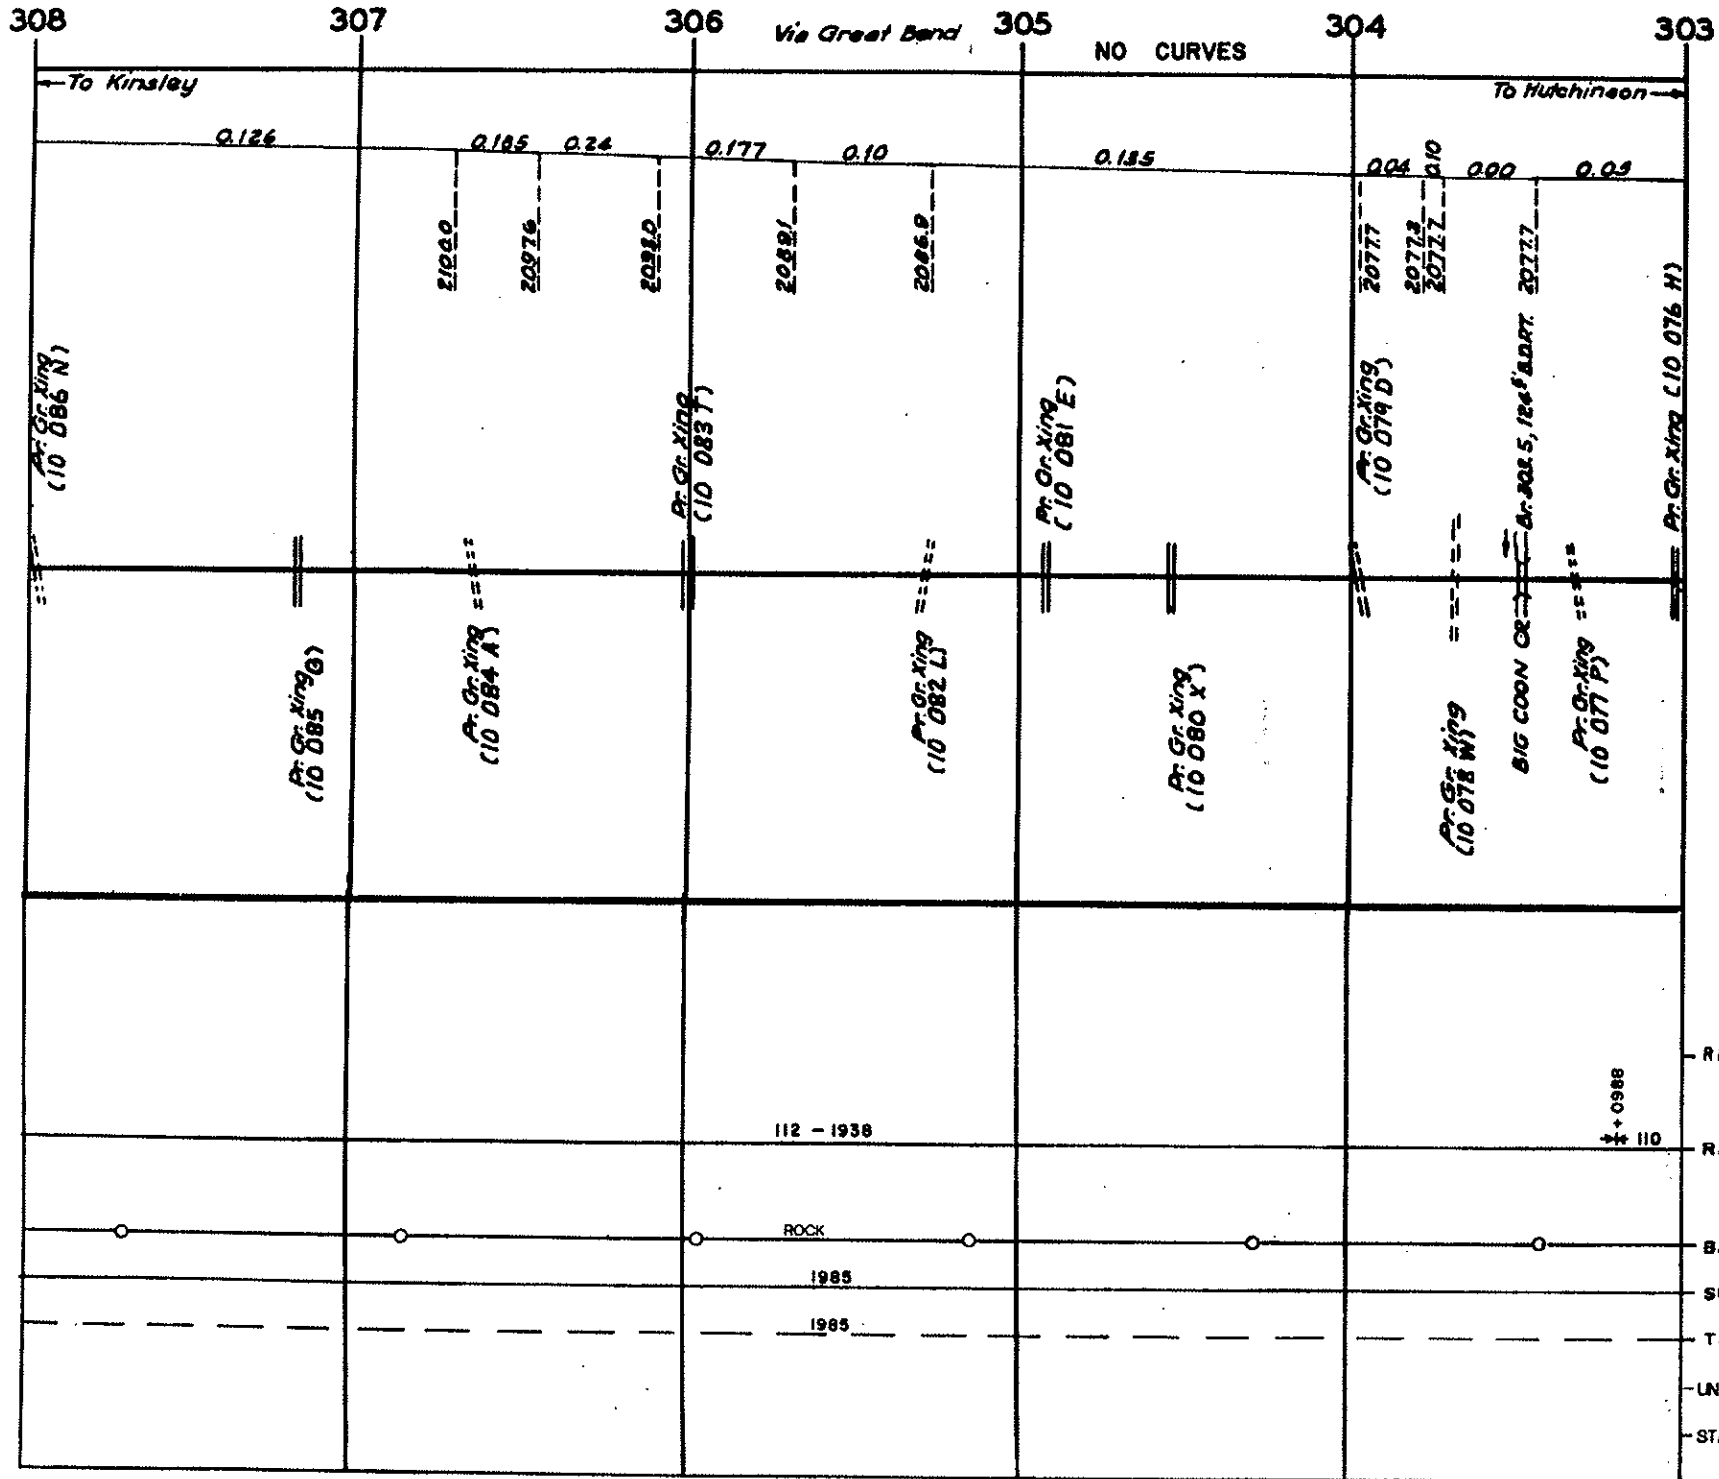 308 307 306 Via Great Bend 305 304 303
NO CURVES
←To Kinsley
To Hutchinson→
0.126 0.185 0.24 0.177 0.10 0.135 0.04 0.10 0.00 0.09
2100.0
2097.6
2089.1
2086.9
2077.7
2077.8
2077.7
2077.7
Pr. Gr. Xing
(10 086 N)
Pr. Gr. Xing
(10 085 G)
Pr. Gr. Xing
(10 084 A)
Pr. Gr. Xing
(10 083 T)
Pr. Gr. Xing
(10 082 L)
Pr. Gr. Xing
(10 081 E)
Pr. Gr. Xing
(10 080 X)
Pr. Gr. Xing
(10 079 D)
Pr. Gr. Xing
(10 078 W)
BIG COON CR.
Br. 303.5,
Pr. Gr. Xing
(10 077 P)
Pr. Gr. Xing (10 076 H)
+ 0988
112 - 1938
110
R
ROCK
B
1985
S
1985
T
UN
ST